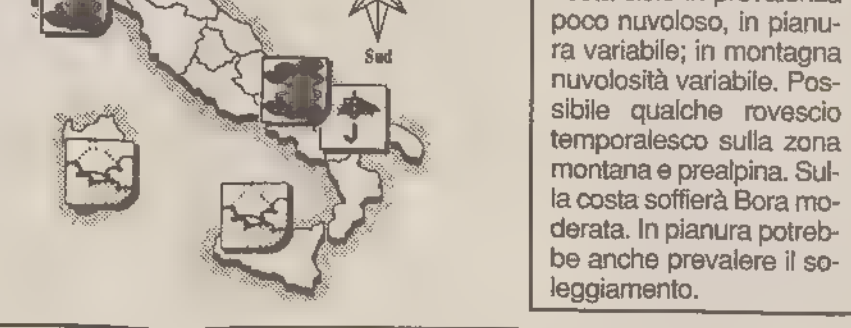 Sud
poco nuvoloso, in pianu-
ra variabile; in montagna
nuvolosità variabile. Pos-
sibile qualche rovescio
temporalesco sulla zona
montana e prealpina. Sul-
la costa soffierà Bora mo-
derata. In pianura potreb-
be anche prevalere il so-
leggiamento.